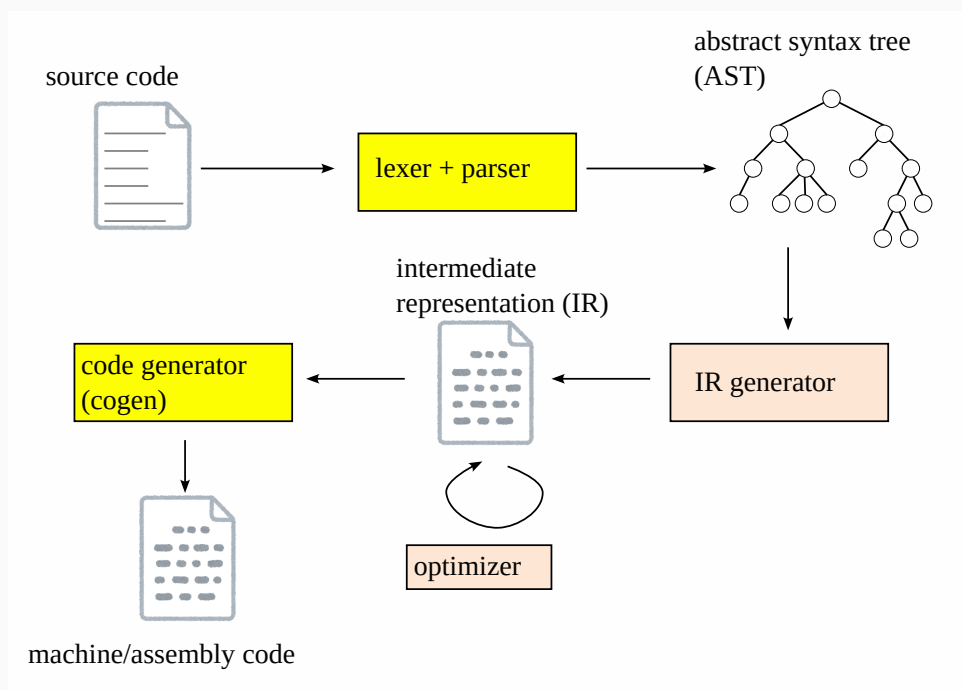 source code
lexer + parser
abstract syntax tree
(AST)
IR generator
intermediate
representation (IR)
optimizer
code generator
(cogen)
machine/assembly code